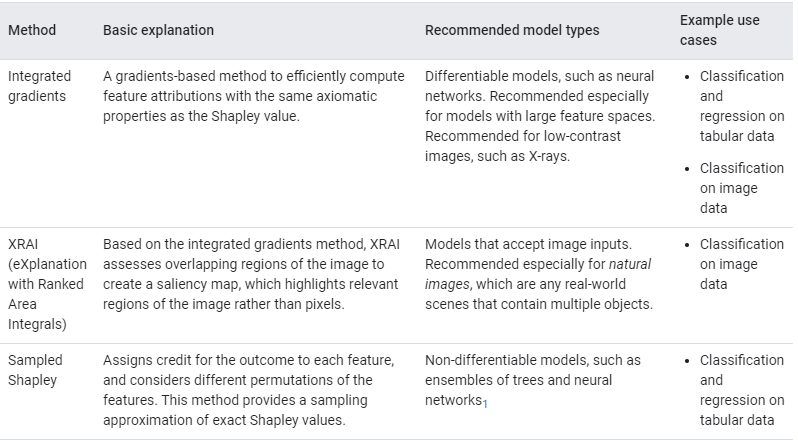 Method
Basic explanation
Recommended model types
Example use
cases
Integrated
gradients
A gradients-based method to efficiently compute
feature attributions with the same axiomatic
properties as the Shapley value.
Differentiable models, such as neural
networks. Recommended especially
for models with large feature spaces.
Recommended for low-contrast
images, such as X-rays.
• Classification
and
regression on
tabular data
• Classification
on image
data
XRAI
(eXplanation
with Ranked
Area
Integrals)
Based on the integrated gradients method, XRAI
assesses overlapping regions of the image to
create a saliency map, which highlights relevant
regions of the image rather than pixels.
Models that accept image inputs.
Recommended especially for natural
images, which are any real-world
scenes that contain multiple objects.
• Classification
on image
data
Sampled
Shapley
Assigns credit for the outcome to each feature,
and considers different permutations of the
features. This method provides a sampling
approximation of exact Shapley values.
Non-differentiable models, such as
ensembles of trees and neural
networks1
• Classification
and
regression on
tabular data